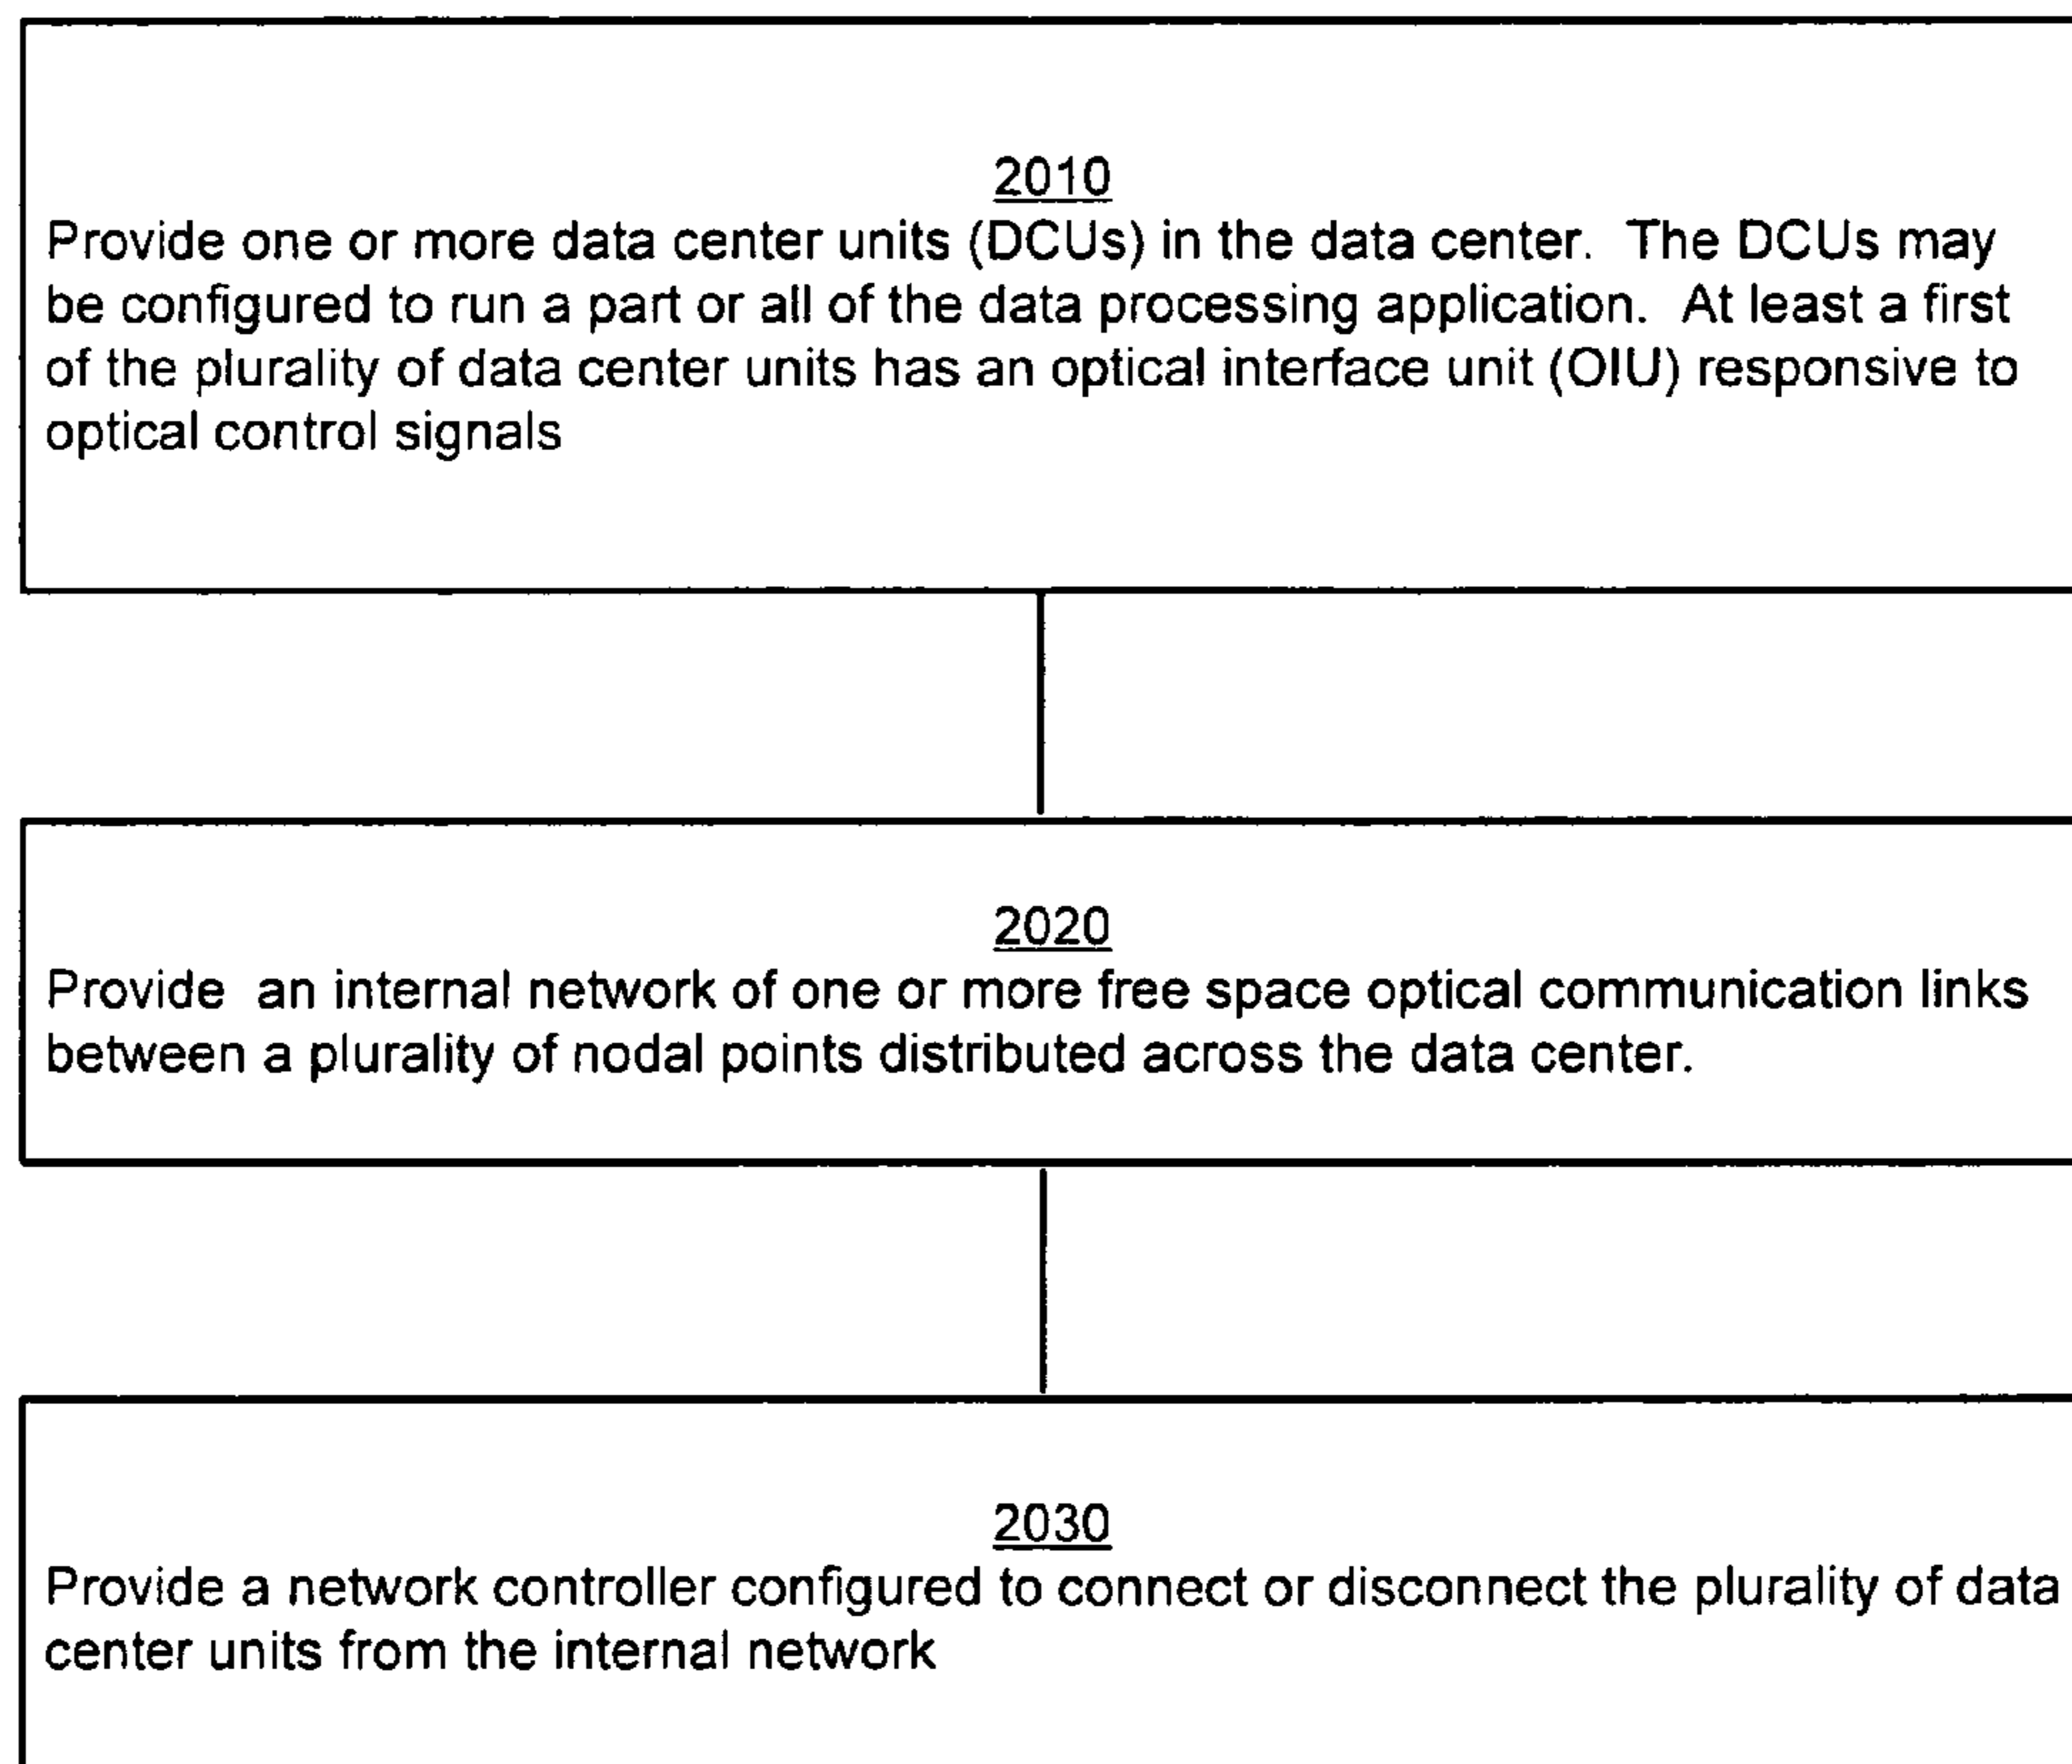 2010
Provide one or more data center units (DCUs) in the data center. The DCUs may
be configured to run a part or all of the data processing application. At least a first
of the plurality of data center units has an optical interface unit (OIU) responsive to
optical control signals
2020
Provide an internal network of one or more free space optical communication links
between a plurality of nodal points distributed across the data center.
2030
Provide a network controller configured to connect or disconnect the plurality of data
center units from the internal network